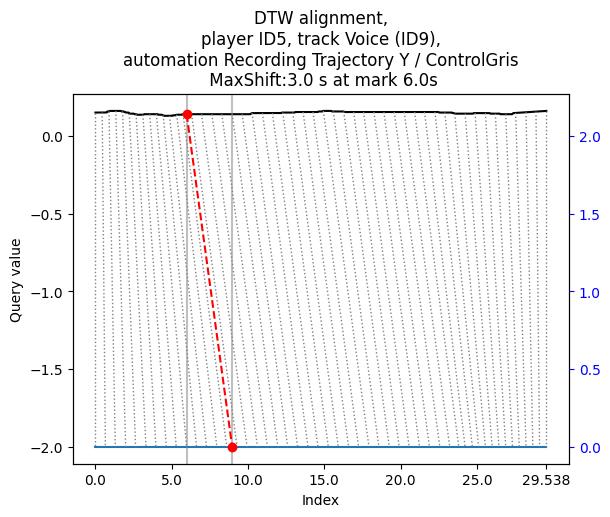 DTW alignment,
player ID5, track Voice (ID9),
automation Recording Trajectory Y / ControlGris
MaxShift:3.0 s at mark 6.0s
0.0
−0.5
−1.0
−1.5
−2.0
Query value
2.0
1.5
1.0
0.5
0.0
0.0 5.0 10.0 15.0 20.0 25.0 29.538
Index